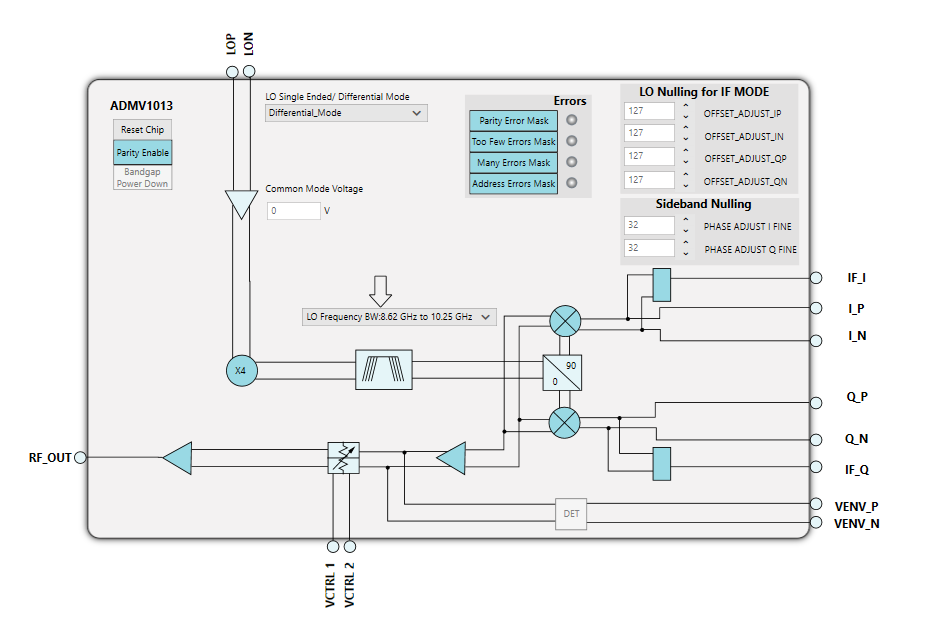 LOP
LON
ADMV1013
Reset Chip
Parity Enable
Bandgap
Power Down
LO Single Ended/ Differential Mode
Differential_Mode
Common Mode Voltage
0 V
Errors
Parity Error Mask
Too Few Errors Mask
Many Errors Mask
Address Errors Mask
LO Nulling for IF MODE
127 OFFSET_ADJUST_IP
127 OFFSET_ADJUST_IN
127 OFFSET_ADJUST_QP
127 OFFSET_ADJUST_QN
Sideband Nulling
32 PHASE ADJUST I FINE
32 PHASE ADJUST Q FINE
LO Frequency BW:8.62 GHz to 10.25 GHz
X4
90
0
IF_I
I_P
I_N
Q_P
Q_N
IF_Q
RF_OUT
DET
VENV_P
VENV_N
VCTRL 1
VCTRL 2